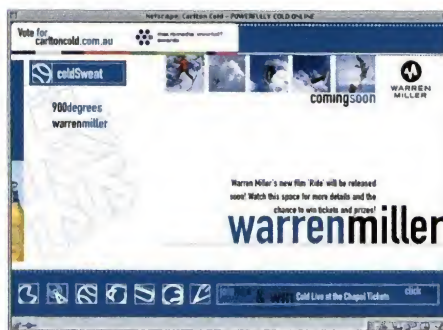 Netscape: Carlton Cold - POWERFULLY COLD ONLINE
Vote for
carltoncold.com.au
awards
coldSweat
comingsoon
WARREN
MILLER
900degrees
warrenmiller
Warren Miller's new film 'Ride' will be released
soon! Watch this space for more details and the
chance to win tickets and prizes!
warrenmiller
& win
Cold Live at the Chapel Tickets
click